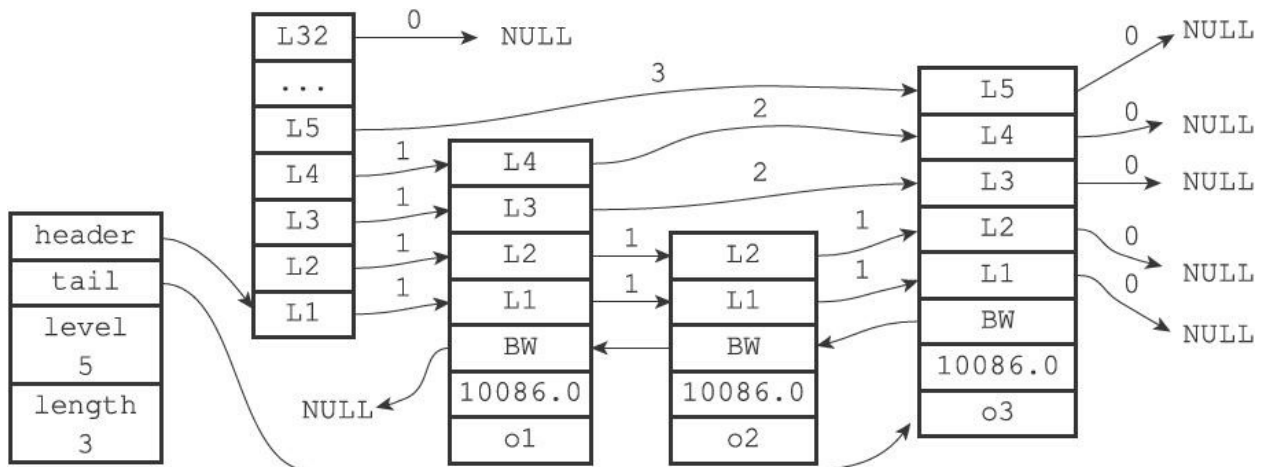 header
tail
level
5
length
3
L32
...
L5
L4
L3
L2
L1
0
NULL
3
1
1
1
1
NULL
L4
L3
L2
L1
BW
10086.0
o1
2
2
1
1
L2
L1
BW
10086.0
o2
1
1
L5
L4
L3
L2
L1
BW
10086.0
o3
0
NULL
0
NULL
0
NULL
0
NULL
0
NULL